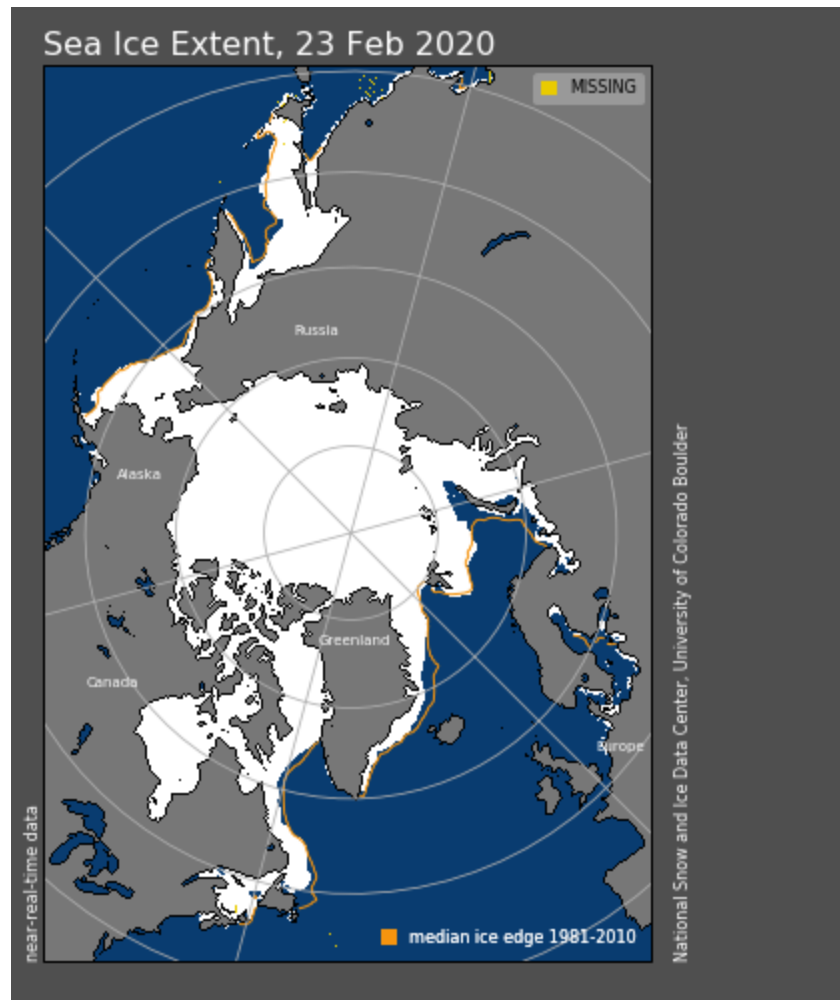 Sea Ice Extent, 23 Feb 2020
MISSING
Russia
Alaska
Greenland
Canada
Europe
near-real-time data
National Snow and Ice Data Center, University of Colorado Boulder
median ice edge 1981-2010